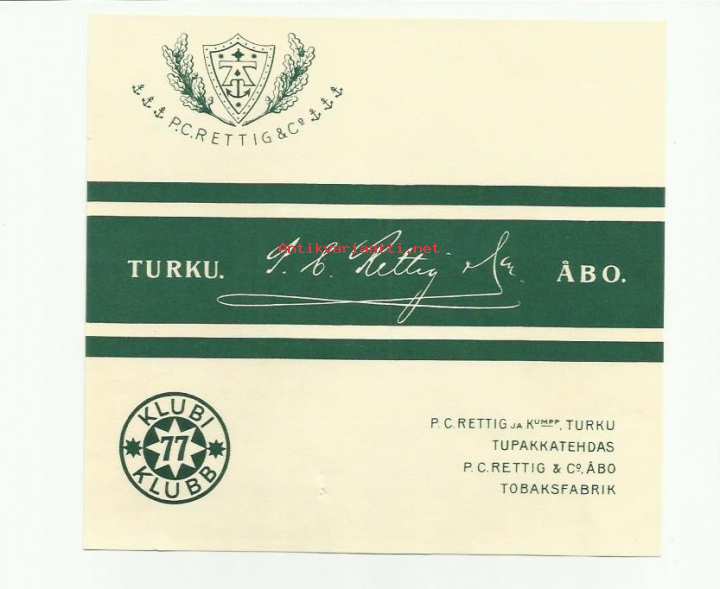 P.C.RETTIG & Cº
TURKU. P. C. Rettig & Co. ÅBO.
Antikvariaatti.net
KLUBI
77
KLUBB
P.C.RETTIG JA KUMPP, TURKU
TUPAKKATEHDAS
P.C.RETTIG & Cº, ÅBO
TOBAKSFABRIK